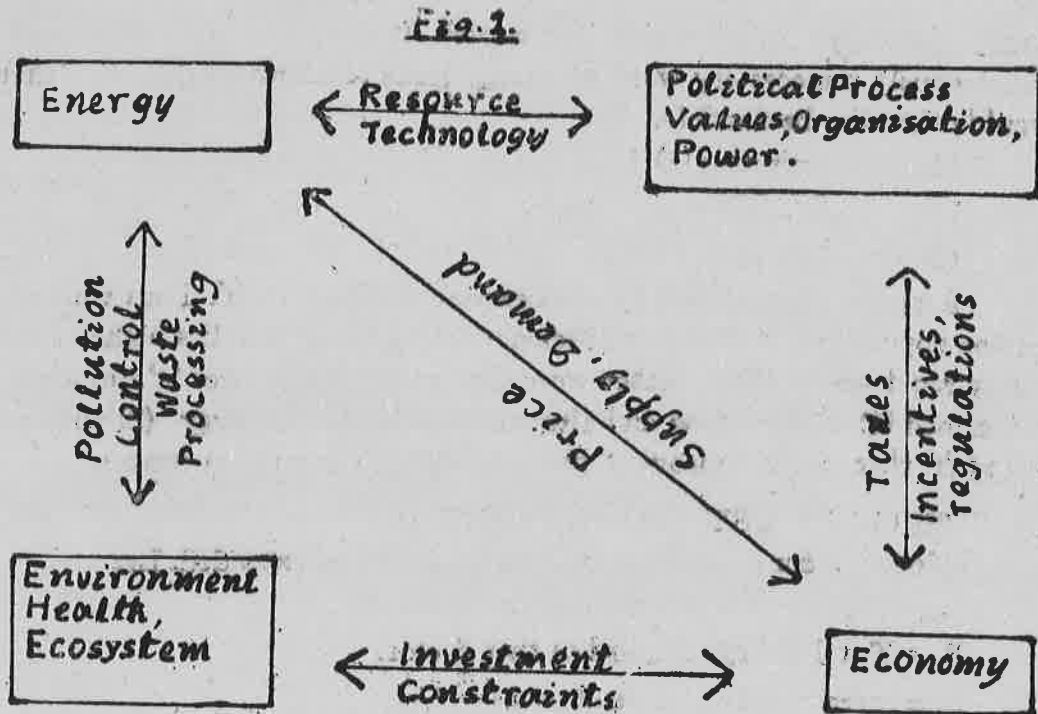 Fig.1.
Energy
Resource
Technology
Political Process
Values, Organisation,
Power.
Pollution
Control
Waste
Processing
Price
Supply, Demand
Taxes
Incentives,
regulations
Environment
Health,
Ecosystem
Investment
Constraints
Economy